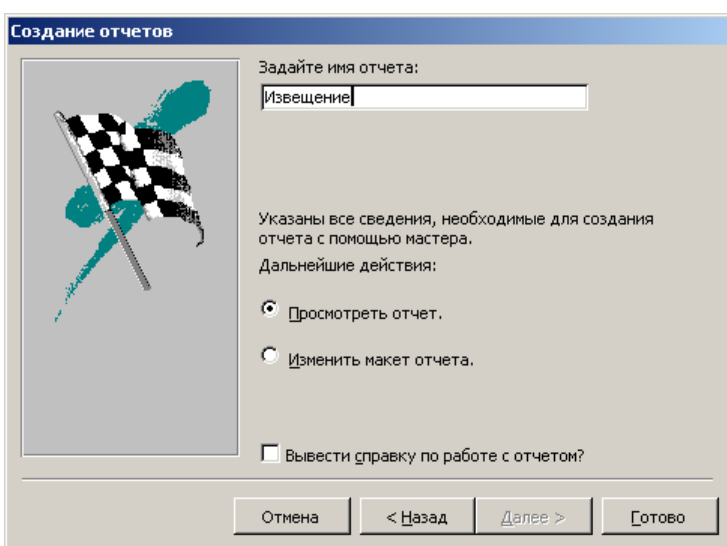 Создание отчетов
Задайте имя отчета:
Извещение
Указаны все сведения, необходимые для создания
отчета с помощью мастера.
Дальнейшие действия:
Просмотреть отчет.
Изменить макет отчета.
Вывести справку по работе с отчетом?
Отмена
< Назад
Далее >
Готово